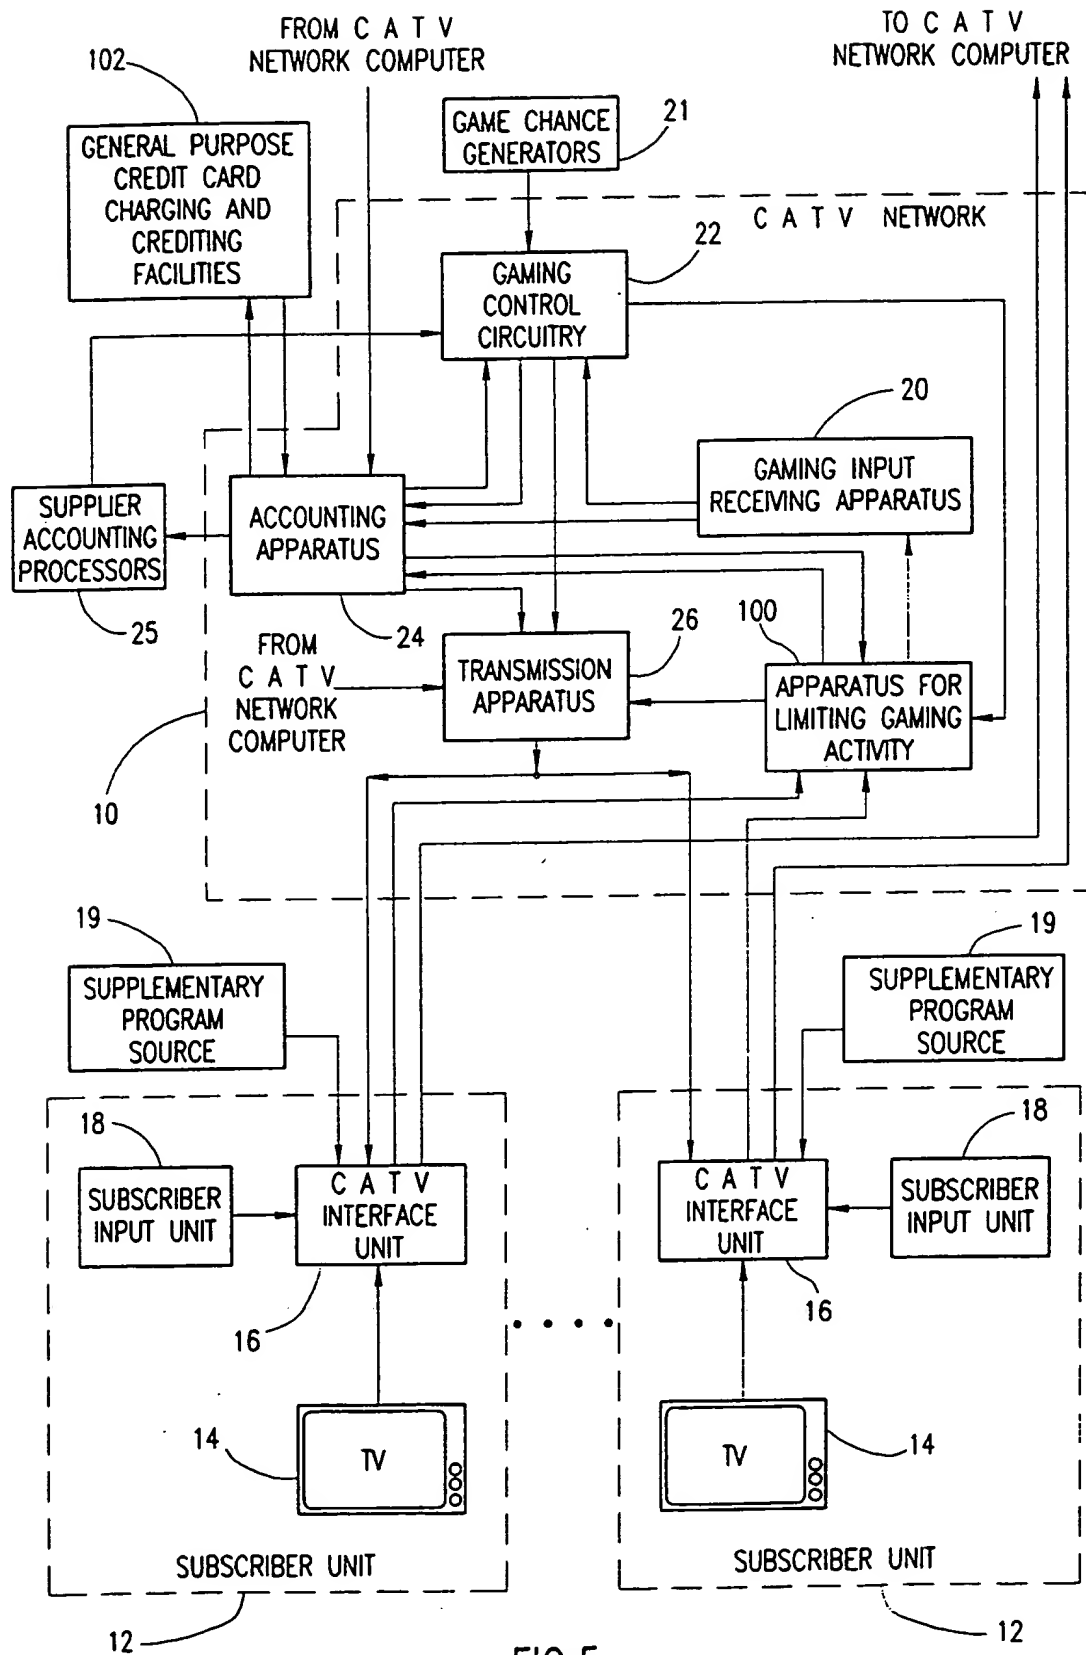 FROM C A T V
NETWORK COMPUTER
TO C A T V
NETWORK COMPUTER
102
GENERAL PURPOSE
CREDIT CARD
CHARGING AND
CREDITING
FACILITIES
GAME CHANCE
GENERATORS
21
C A T V NETWORK
22
GAMING
CONTROL
CIRCUITRY
20
GAMING INPUT
RECEIVING APPARATUS
SUPPLIER
ACCOUNTING
PROCESSORS
25
ACCOUNTING
APPARATUS
24
FROM
C A T V
NETWORK
COMPUTER
26
TRANSMISSION
APPARATUS
100
APPARATUS FOR
LIMITING GAMING
ACTIVITY
10
19
SUPPLEMENTARY
PROGRAM
SOURCE
19
SUPPLEMENTARY
PROGRAM
SOURCE
18
SUBSCRIBER
INPUT UNIT
C A T V
INTERFACE
UNIT
16
C A T V
INTERFACE
UNIT
16
18
SUBSCRIBER
INPUT UNIT
14
TV
TV
14
SUBSCRIBER UNIT
12
SUBSCRIBER UNIT
12
FIG.5